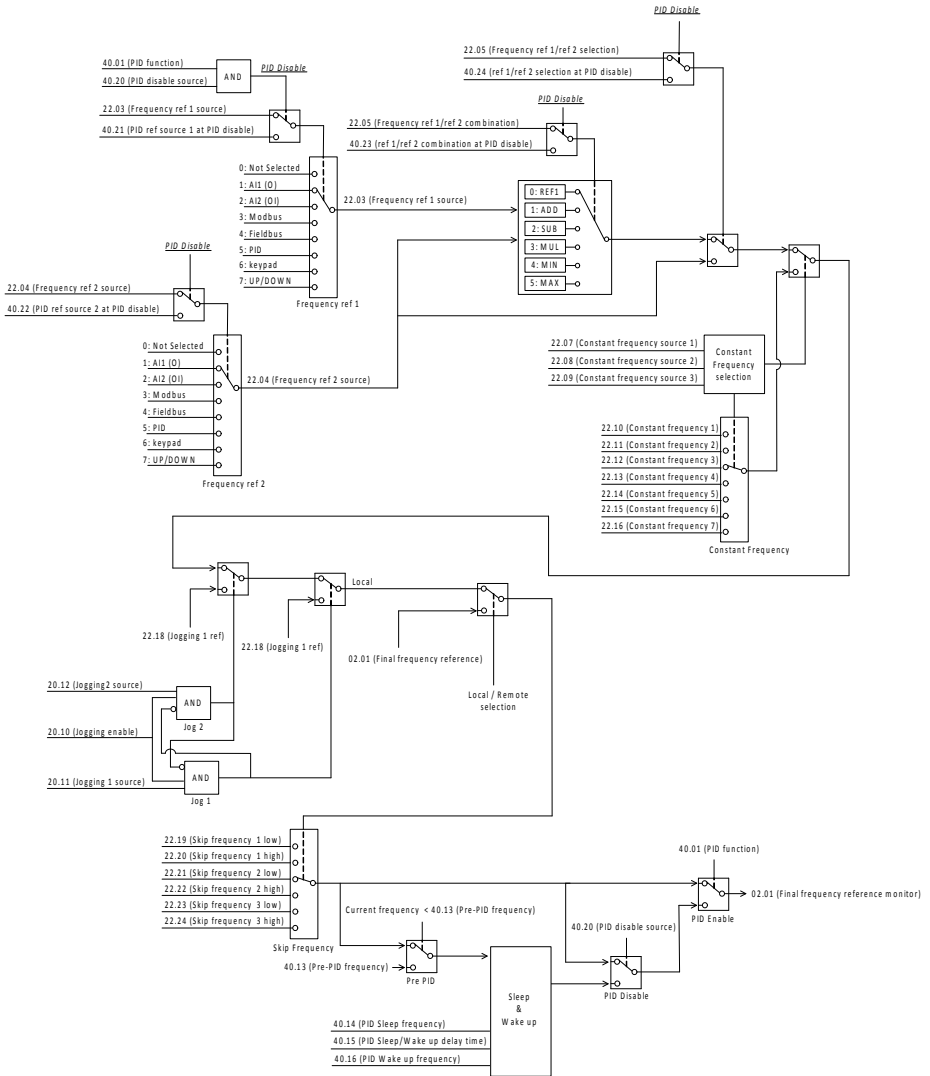 PID Disable
22.05 (Frequency ref 1/ref 2 selection)
40.24 (ref 1/ref 2 selection at PID disable)
40.01 (PID function)
40.20 (PID disable source)
AND
PID Disable
22.03 (Frequency ref 1 source)
40.21 (PID ref source 1 at PID disable)
PID Disable
22.05 (Frequency ref 1/ref 2 combination)
40.23 (ref 1/ref 2 combination at PID disable)
0: Not Selected
1: AI1 (O)
2: AI2 (OI)
3: Modbus
4: Fieldbus
5: PID
6: keypad
7: UP/DOWN
Frequency ref 1
22.03 (Frequency ref 1 source)
0: REF1
1: ADD
2: SUB
3: MUL
4: MIN
5: MAX
PID Disable
22.04 (Frequency ref 2 source)
40.22 (PID ref source 2 at PID disable)
0: Not Selected
1: AI1 (O)
2: AI2 (OI)
3: Modbus
4: Fieldbus
5: PID
6: keypad
7: UP/DOWN
Frequency ref 2
22.04 (Frequency ref 2 source)
22.07 (Constant frequency source 1)
22.08 (Constant frequency source 2)
22.09 (Constant frequency source 3)
Constant
Frequency
selection
22.10 (Constant frequency 1)
22.11 (Constant frequency 2)
22.12 (Constant frequency 3)
22.13 (Constant frequency 4)
22.14 (Constant frequency 5)
22.15 (Constant frequency 6)
22.16 (Constant frequency 7)
Constant Frequency
Local
22.18 (Jogging 1 ref)
22.18 (Jogging 1 ref)
02.01 (Final frequency reference)
Local / Remote
selection
20.12 (Jogging2 source)
AND
Jog 2
20.10 (Jogging enable)
20.11 (Jogging 1 source)
AND
Jog 1
22.19 (Skip frequency 1 low)
22.20 (Skip frequency 1 high)
22.21 (Skip frequency 2 low)
22.22 (Skip frequency 2 high)
22.23 (Skip frequency 3 low)
22.24 (Skip frequency 3 high)
Skip Frequency
40.01 (PID function)
02.01 (Final frequency reference monitor)
PID Enable
Current frequency < 40.13 (Pre-PID frequency)
40.20 (PID disable source)
40.13 (Pre-PID frequency)
Pre PID
PID Disable
Sleep
&
Wake up
40.14 (PID Sleep frequency)
40.15 (PID Sleep/Wake up delay time)
40.16 (PID Wake up frequency)